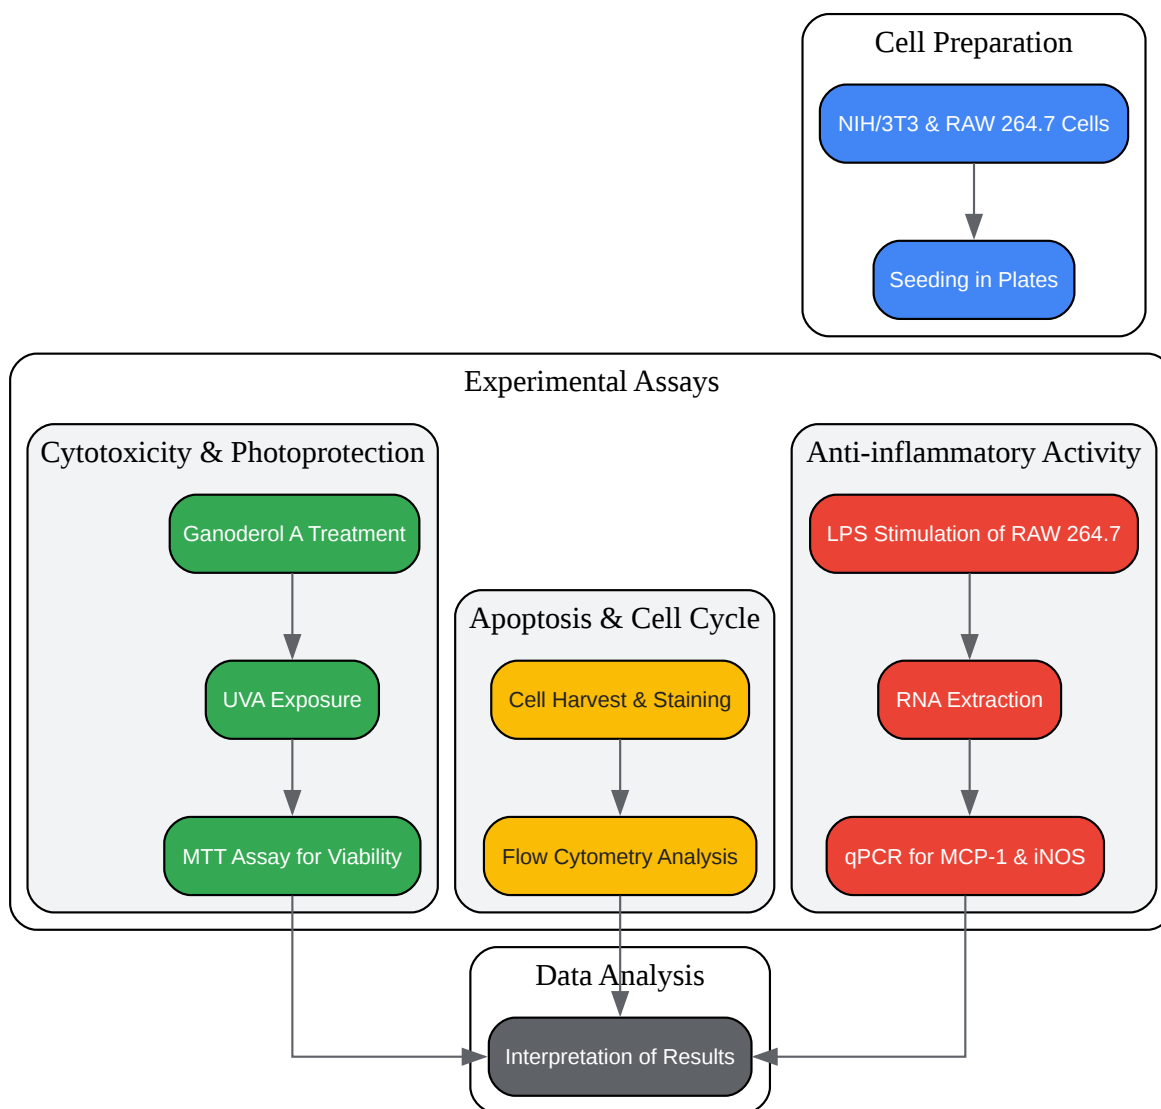 Cell Preparation
NIH/3T3 & RAW 264.7 Cells
Seeding in Plates
Experimental Assays
Cytotoxicity & Photoprotection
Ganoderol A Treatment
UVA Exposure
MTT Assay for Viability
Apoptosis & Cell Cycle
Cell Harvest & Staining
Flow Cytometry Analysis
Anti-inflammatory Activity
LPS Stimulation of RAW 264.7
RNA Extraction
qPCR for MCP-1 & iNOS
Data Analysis
Interpretation of Results